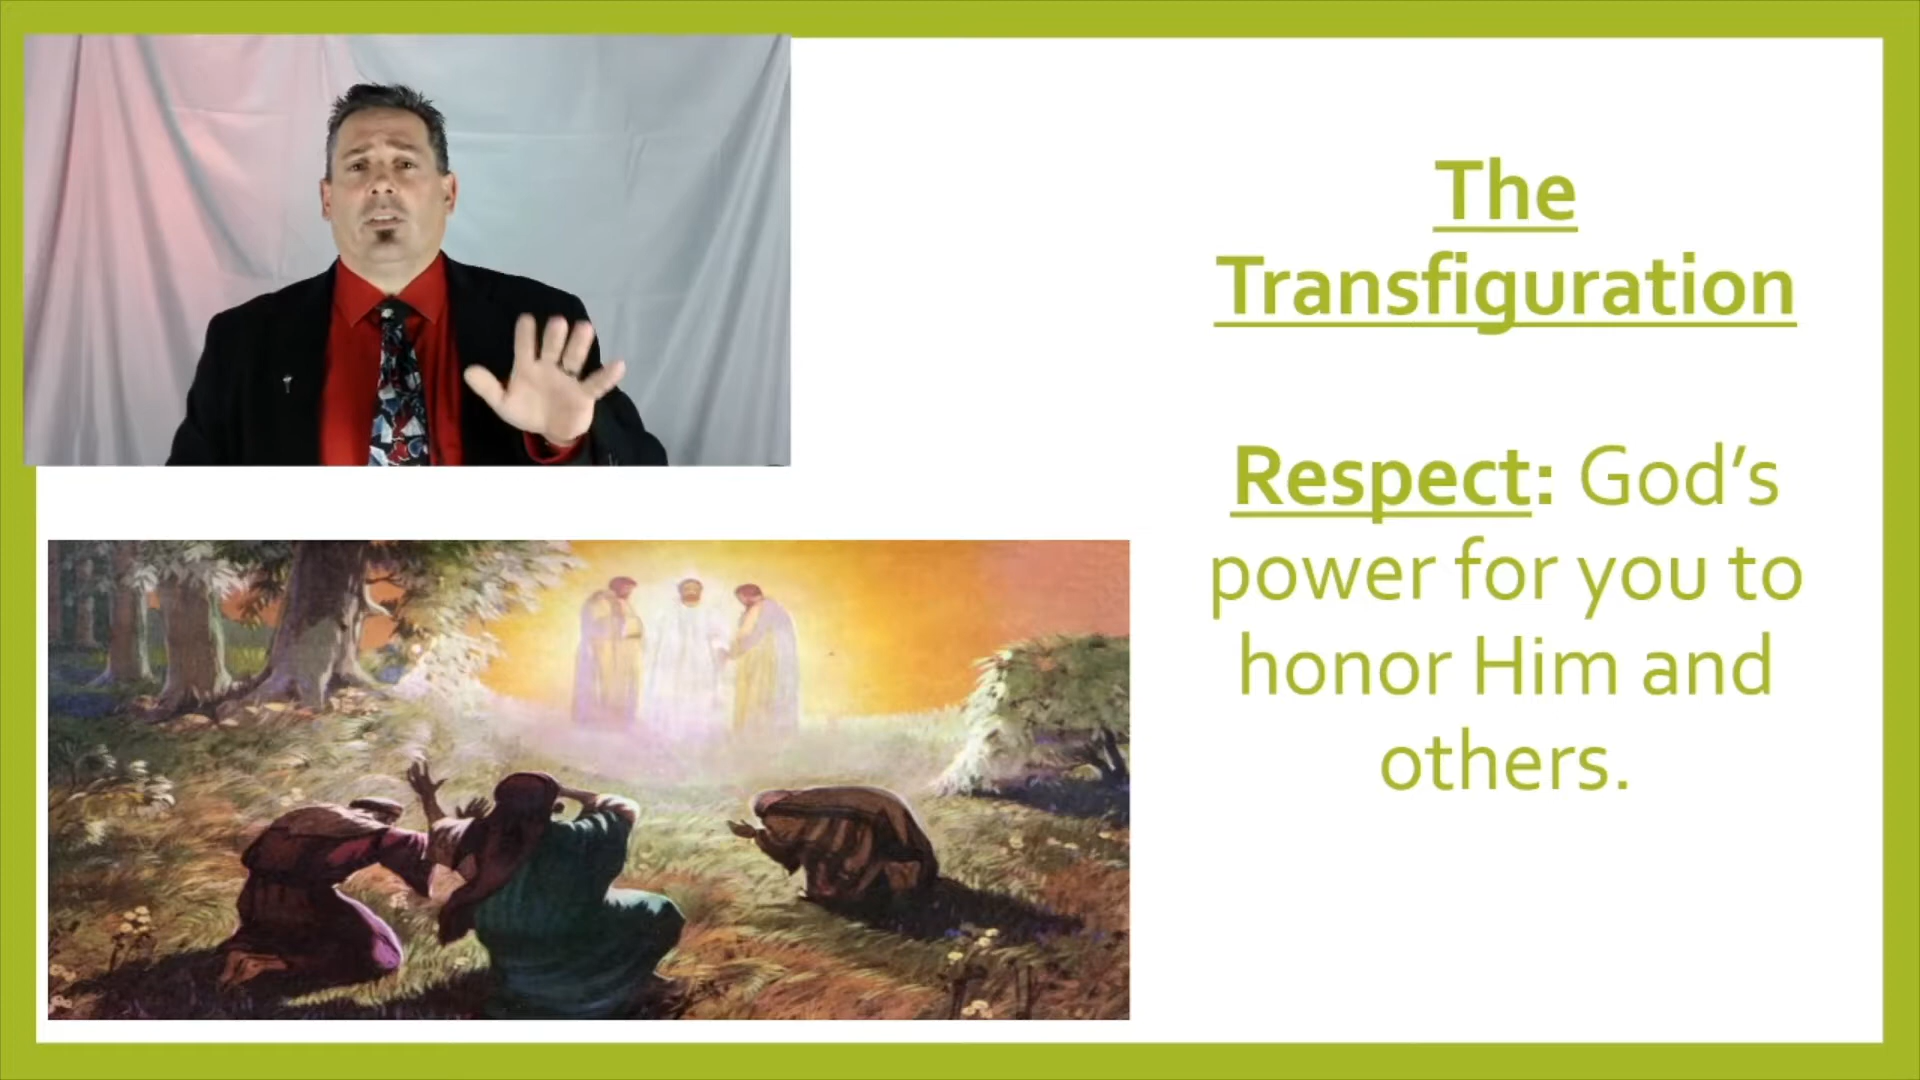 The
Transfiguration
Respect: God’s
power for you to
honor Him and
others.